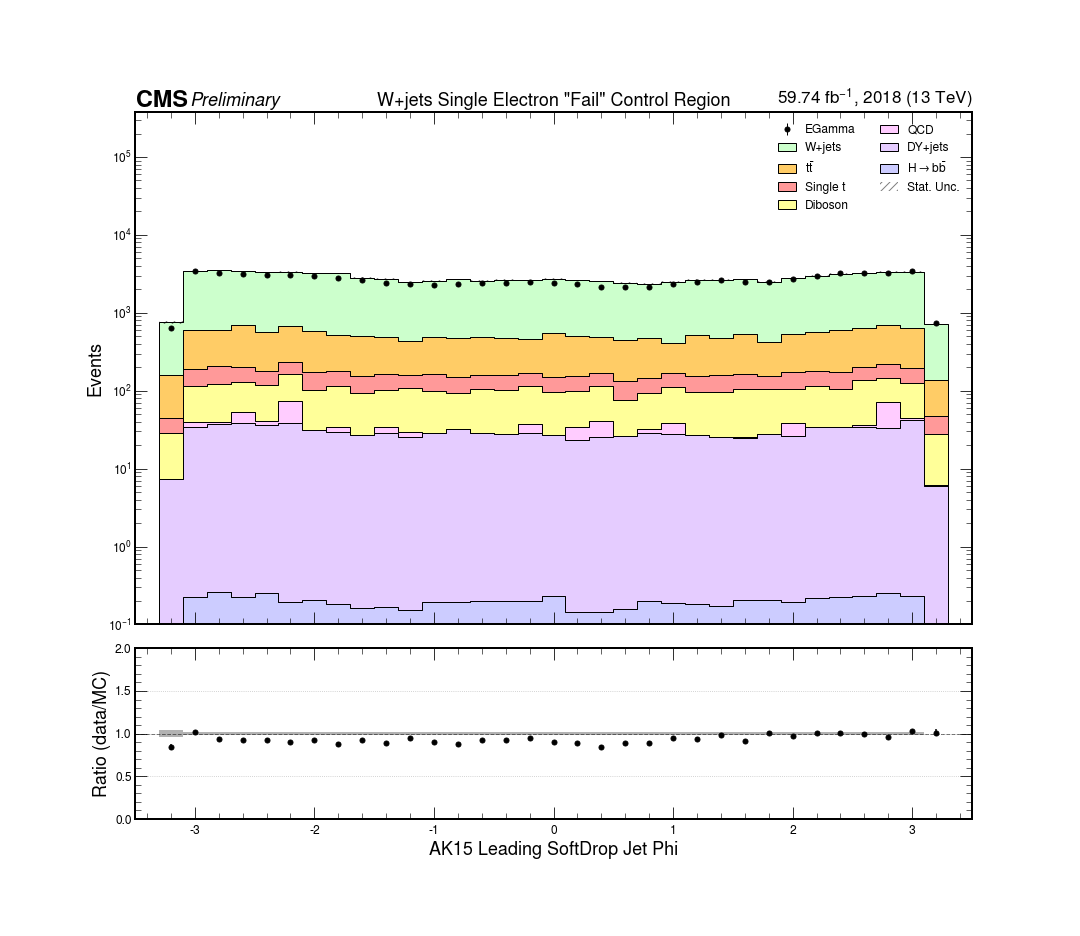 CMS Preliminary W+jets Single Electron "Fail" Control Region 59.74 fb⁻¹, 2018 (13 TeV)
EGamma QCD
W+jets DY+jets
tt̄ H→bb̄
Single t Stat. Unc.
Diboson
Events
10⁵
10⁴
10³
10²
10¹
10⁰
10⁻¹
Ratio (data/MC)
2.0
1.5
1.0
0.5
0.0
-3 -2 -1 0 1 2 3
AK15 Leading SoftDrop Jet Phi